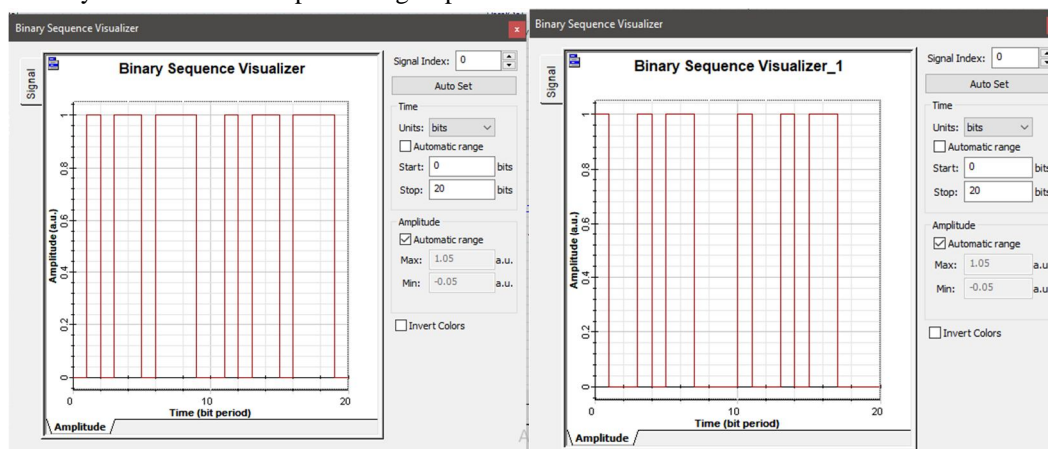 Binary Sequence Visualizer
x
Signal
Binary Sequence Visualizer
Amplitude (a.u.)
0
0.2
0.4
0.6
0.8
1
0
10
20
Time (bit period)
Amplitude
Signal Index: 0
Auto Set
Time
Units: bits
Automatic range
Start: 0 bits
Stop: 20 bits
Amplitude
Automatic range
Max: 1.05 a.u.
Min: -0.05 a.u.
Invert Colors
Binary Sequence Visualizer
Signal
Binary Sequence Visualizer_1
Amplitude (a.u.)
0
0.2
0.4
0.6
0.8
1
0
10
20
Time (bit period)
Amplitude
Signal Index: 0
Auto Set
Time
Units: bits
Automatic range
Start: 0 bits
Stop: 20 bits
Amplitude
Automatic range
Max: 1.05 a.u
Min: -0.05 a.u
Invert Colors